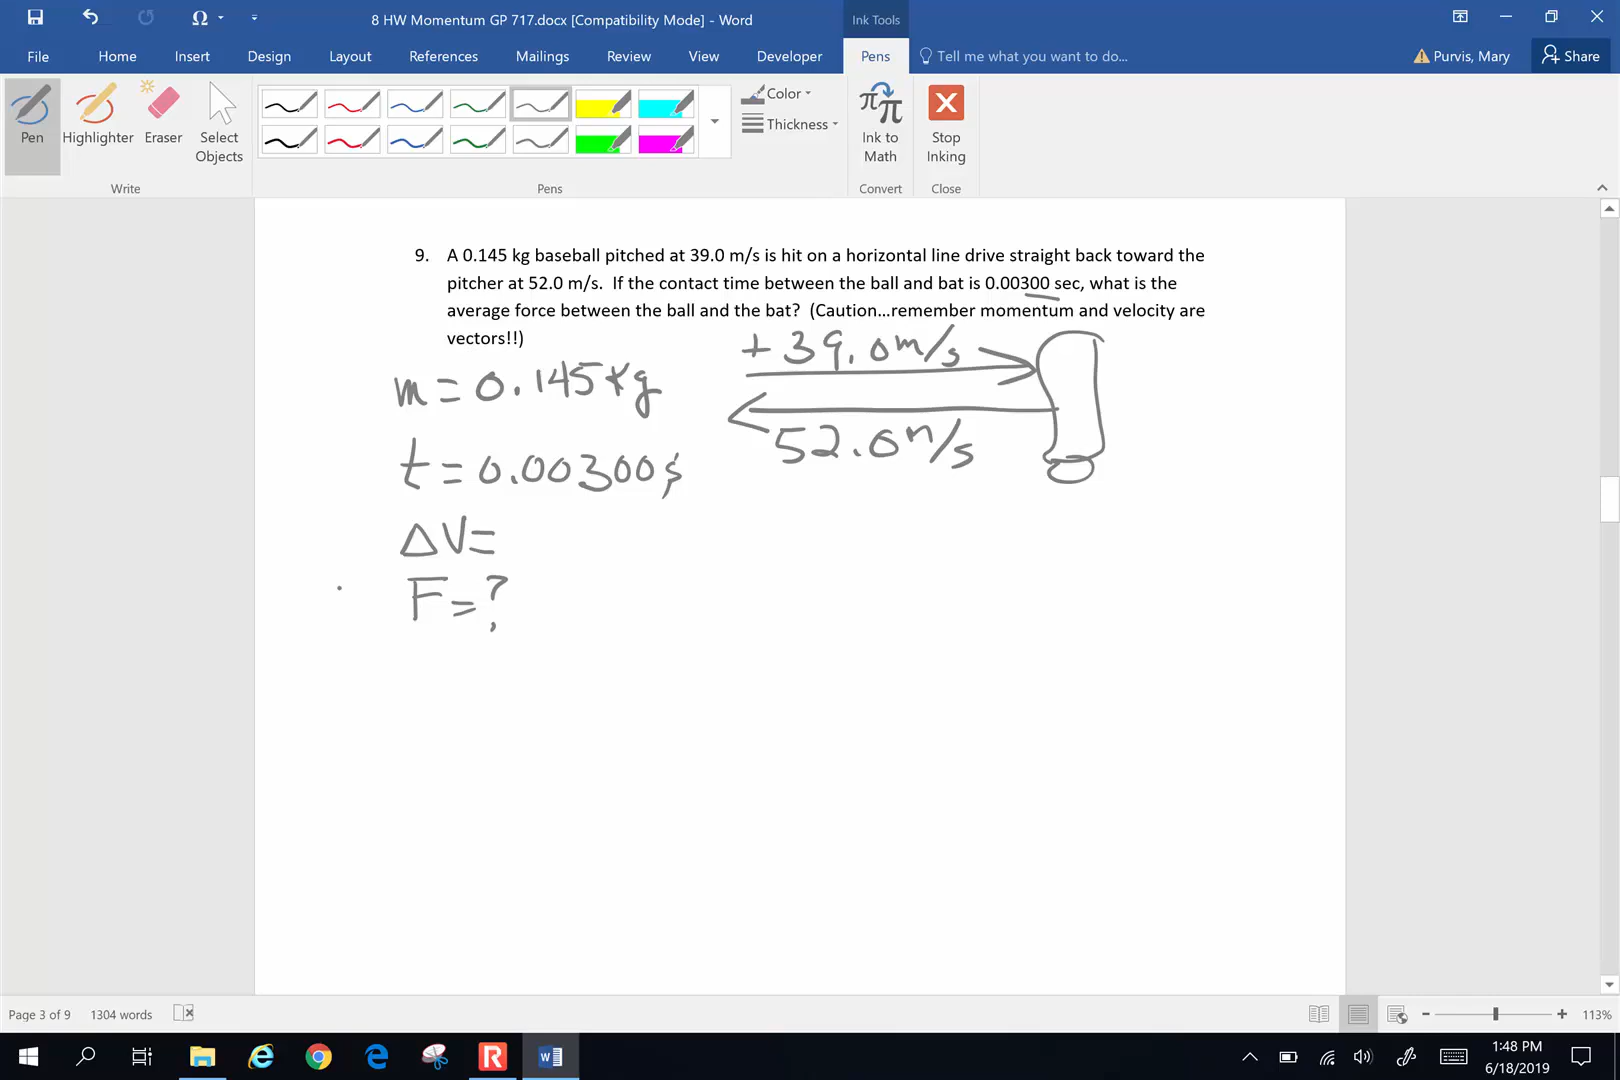 8 HW Momentum GP 717.docx [Compatibility Mode] - Word
Ink Tools
File Home Insert Design Layout References Mailings Review View Developer Pens Tell me what you want to do... Purvis, Mary Share
Pen Highlighter Eraser Select Objects
Color
Thickness
Ink to Math
Stop Inking
Write Pens Convert Close
9. A 0.145 kg baseball pitched at 39.0 m/s is hit on a horizontal line drive straight back toward the
pitcher at 52.0 m/s. If the contact time between the ball and bat is 0.00300 sec, what is the
average force between the ball and the bat? (Caution...remember momentum and velocity are
vectors!!)
+39.0m/s
m = 0.145kg
52.0m/s
t = 0.00300s
ΔV=
F=?
Page 3 of 9 1304 words 113%
1:48 PM
6/18/2019